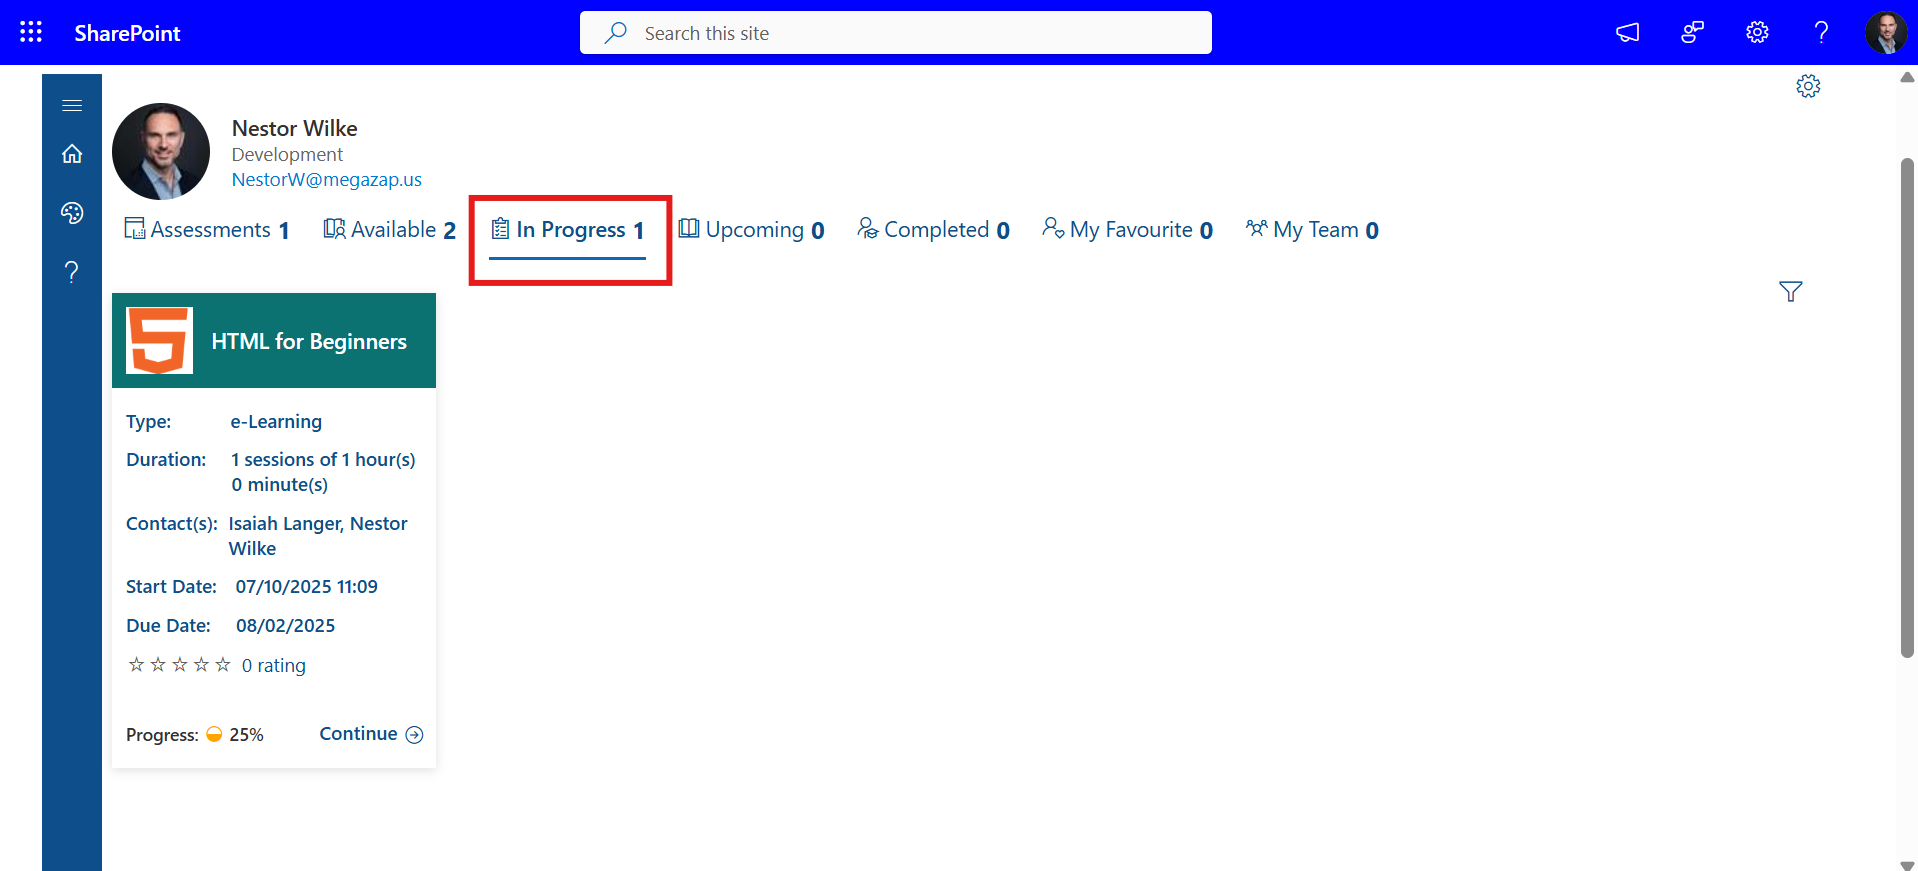 SharePoint
Search this site
Nestor Wilke
Development
NestorW@megazap.us
Assessments 1 Available 2 In Progress 1 Upcoming 0 Completed 0 My Favourite 0 My Team 0
HTML for Beginners
Type: e-Learning
Duration: 1 sessions of 1 hour(s)
0 minute(s)
Contact(s): Isaiah Langer, Nestor
Wilke
Start Date: 07/10/2025 11:09
Due Date: 08/02/2025
0 rating
Progress: 25% Continue